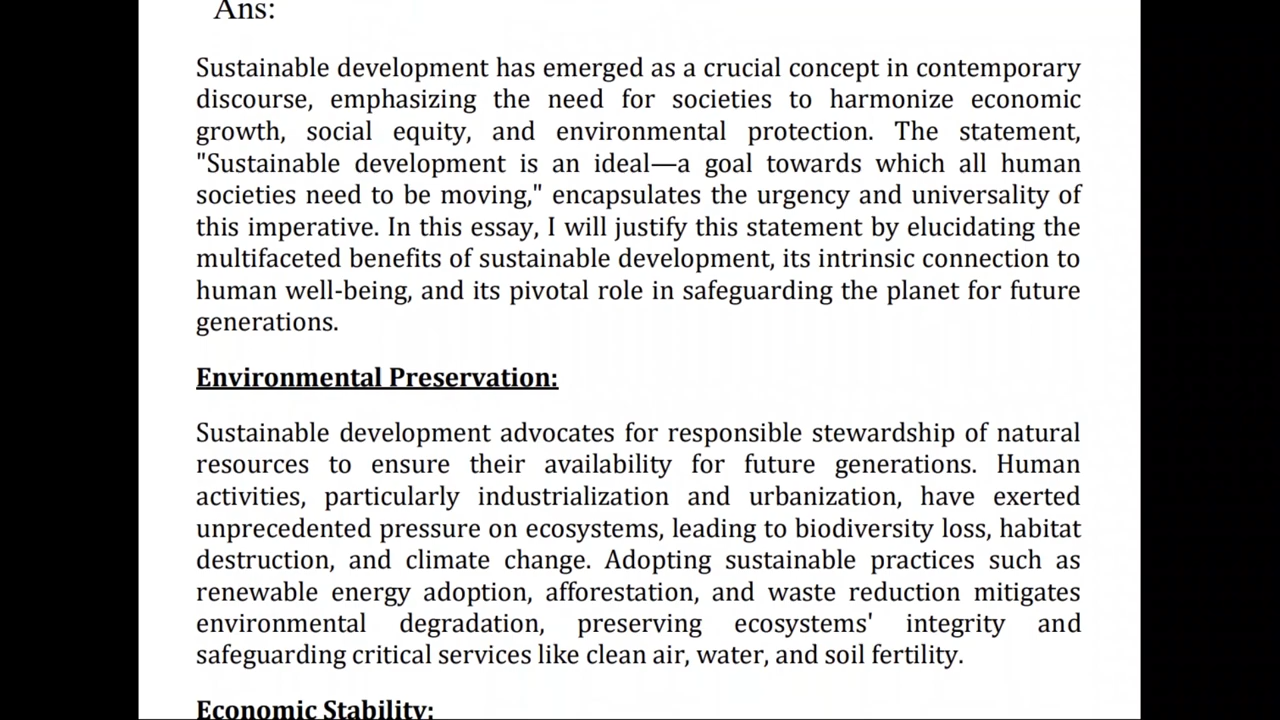 Ans:
Sustainable development has emerged as a crucial concept in contemporary
discourse, emphasizing the need for societies to harmonize economic
growth, social equity, and environmental protection. The statement,
"Sustainable development is an ideal—a goal towards which all human
societies need to be moving," encapsulates the urgency and universality of
this imperative. In this essay, I will justify this statement by elucidating the
multifaceted benefits of sustainable development, its intrinsic connection to
human well-being, and its pivotal role in safeguarding the planet for future
generations.
Environmental Preservation:
Sustainable development advocates for responsible stewardship of natural
resources to ensure their availability for future generations. Human
activities, particularly industrialization and urbanization, have exerted
unprecedented pressure on ecosystems, leading to biodiversity loss, habitat
destruction, and climate change. Adopting sustainable practices such as
renewable energy adoption, afforestation, and waste reduction mitigates
environmental degradation, preserving ecosystems' integrity and
safeguarding critical services like clean air, water, and soil fertility.
Economic Stability: